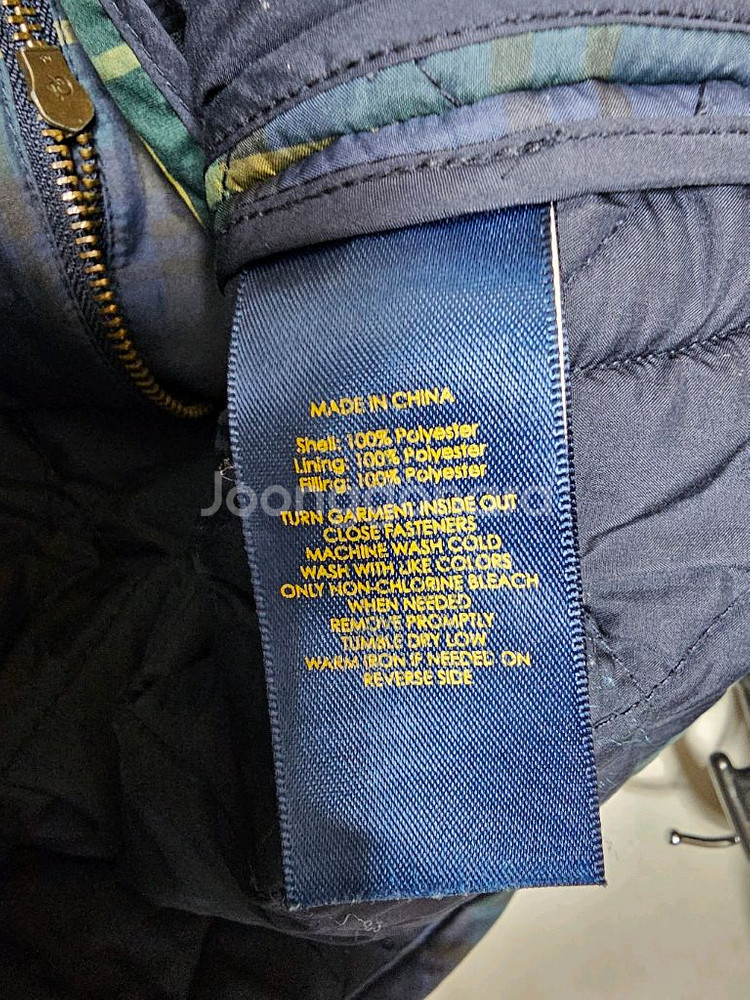 MADE IN CHINA
Shell: 100% Polyester
Lining: 100% Polyester
Filling: 100% Polyester
TURN GARMENT INSIDE OUT
CLOSE FASTENERS
MACHINE WASH COLD
WASH WITH LIKE COLORS
ONLY NON-CHLORINE BLEACH
WHEN NEEDED
REMOVE PROMPTLY
TUMBLE DRY LOW
WARM IRON IF NEEDED ON
REVERSE SIDE